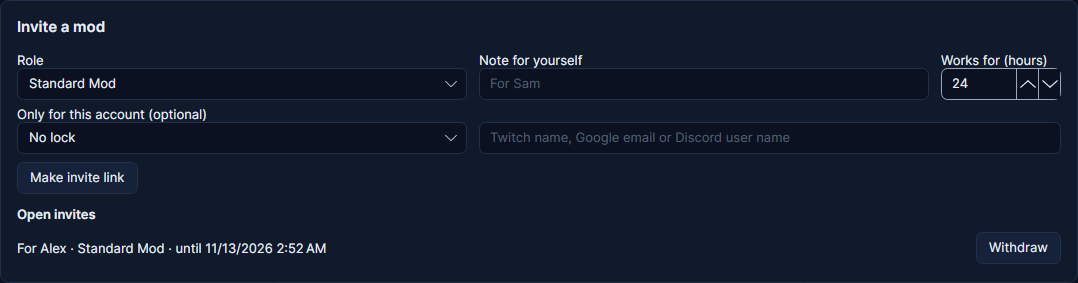 Invite a mod
Role
Note for yourself
Works for (hours)
Standard Mod
For Sam
24
Only for this account (optional)
No lock
Twitch name, Google email or Discord user name
Make invite link
Open invites
For Alex · Standard Mod · until 11/13/2026 2:52 AM
Withdraw